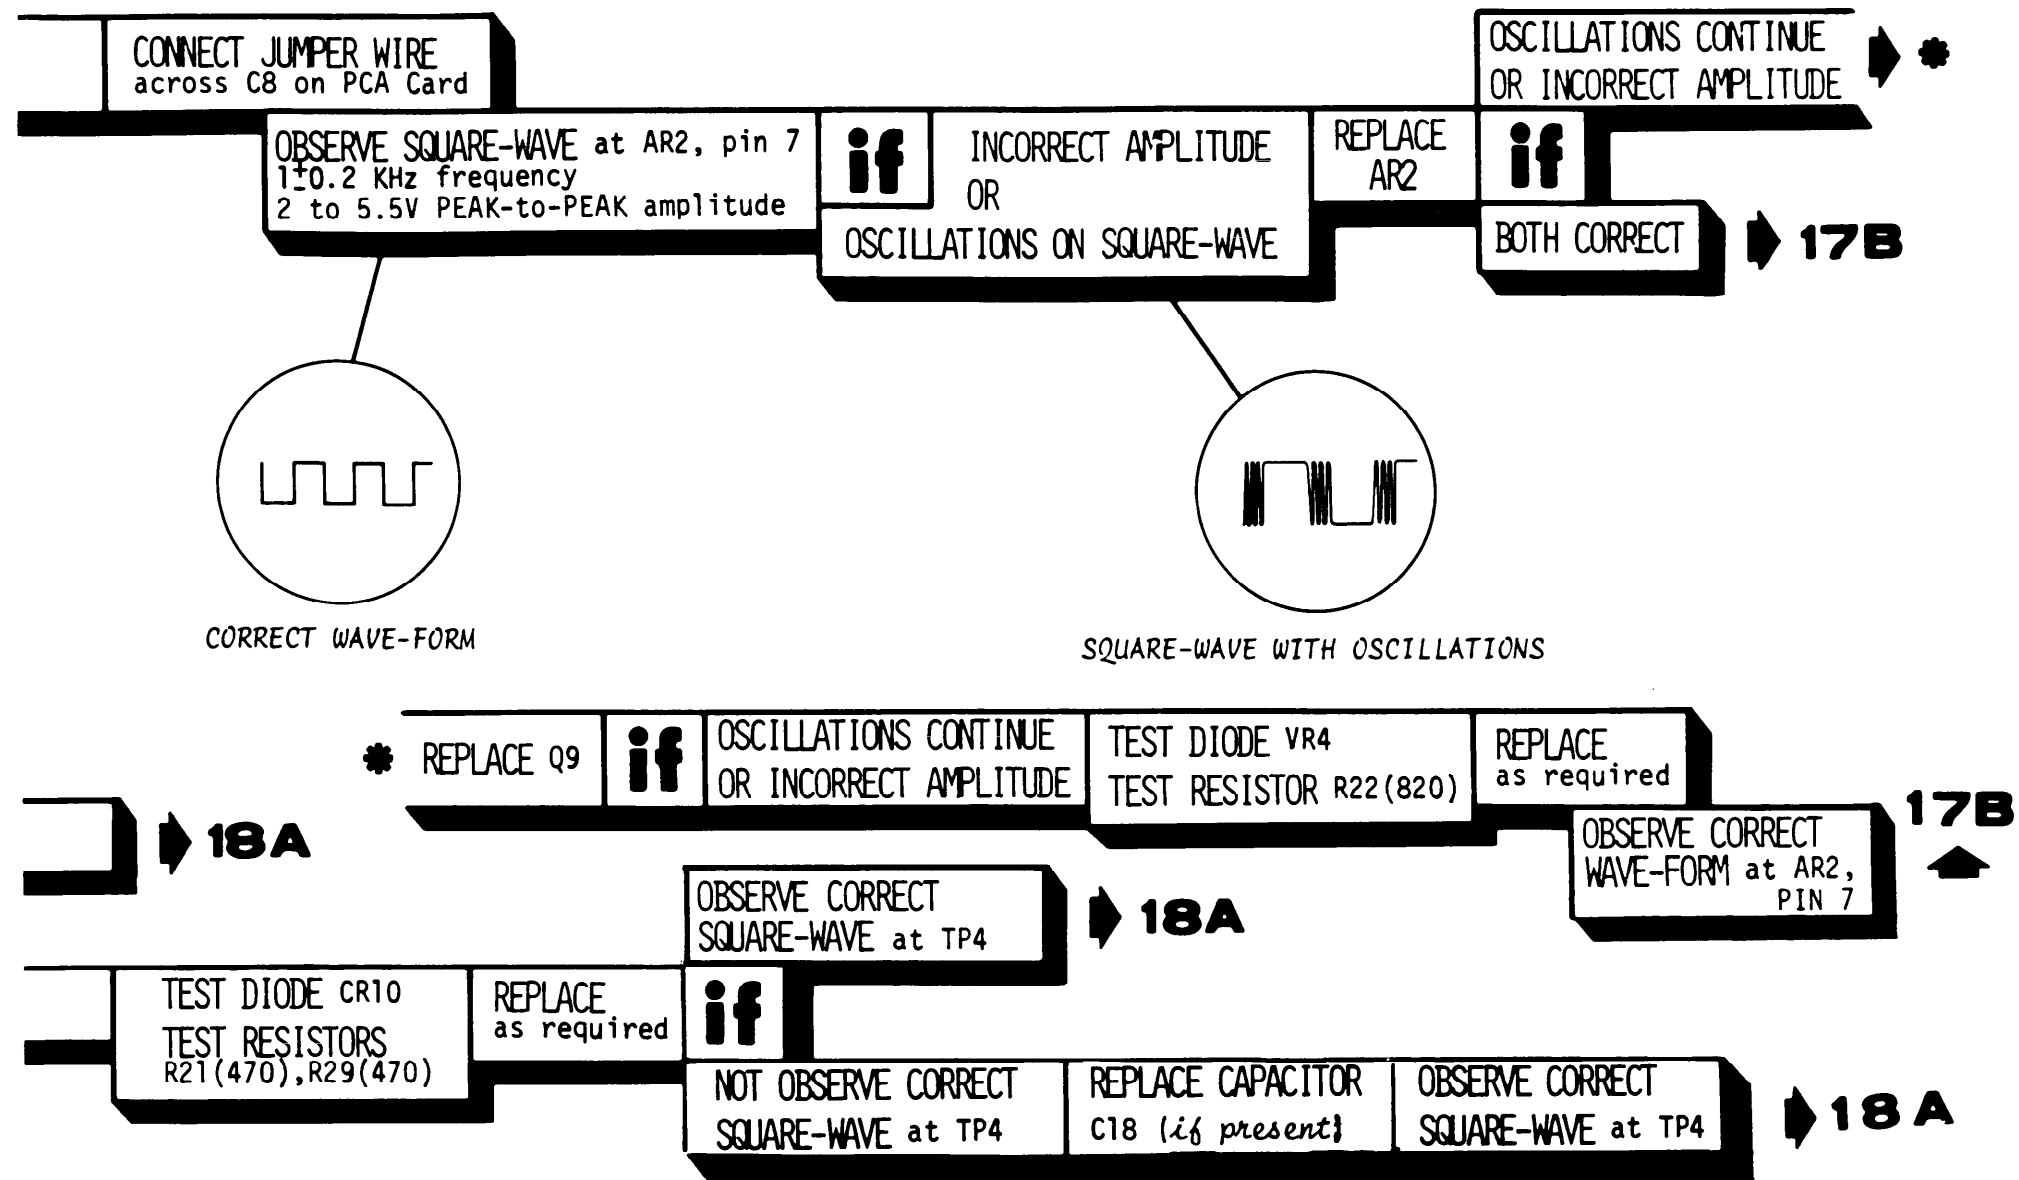 CONNECT JUMPER WIRE
across C8 on PCA Card
OBSERVE SQUARE-WAVE at AR2, pin 7
1±0.2 KHz frequency
2 to 5.5V PEAK-to-PEAK amplitude
if
INCORRECT AMPLITUDE
OR
OSCILLATIONS ON SQUARE-WAVE
REPLACE
AR2
if
OSCILLATIONS CONTINUE
OR INCORRECT AMPLITUDE
*
BOTH CORRECT
17B
CORRECT WAVE-FORM
SQUARE-WAVE WITH OSCILLATIONS
* REPLACE Q9
if
OSCILLATIONS CONTINUE
OR INCORRECT AMPLITUDE
TEST DIODE VR4
TEST RESISTOR R22(820)
REPLACE
as required
OBSERVE CORRECT
WAVE-FORM at AR2,
PIN 7
17B
18A
TEST DIODE CR10
TEST RESISTORS
R21(470),R29(470)
REPLACE
as required
if
OBSERVE CORRECT
SQUARE-WAVE at TP4
18A
NOT OBSERVE CORRECT
SQUARE-WAVE at TP4
REPLACE CAPACITOR
C18 (if present)
OBSERVE CORRECT
SQUARE-WAVE at TP4
18A